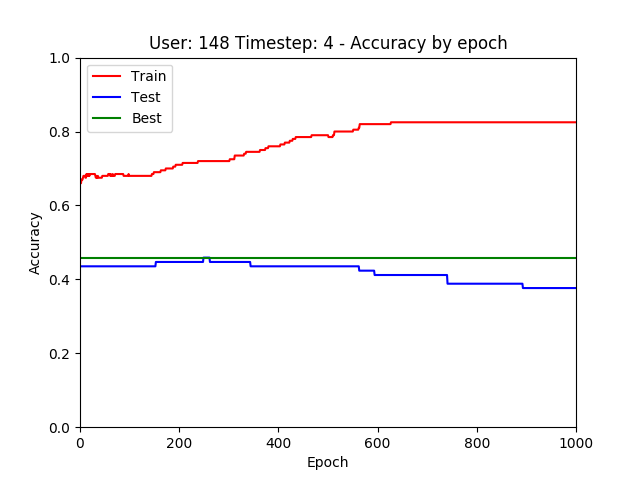 User: 148 Timestep: 4 - Accuracy by epoch
1.0
Train
Test
Best
0.8
0.6
Accuracy
0.4
0.2
0.0
0 200 400 600 800 1000
Epoch